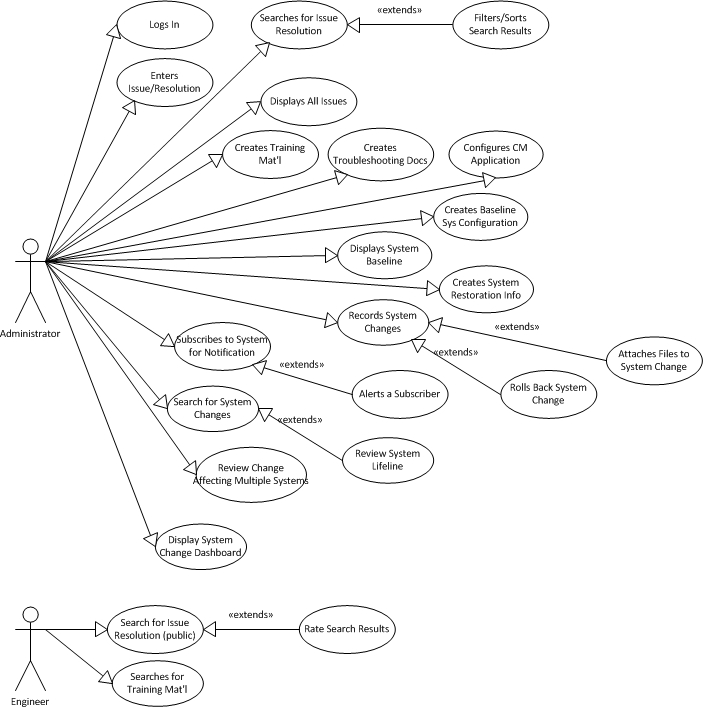 Logs In
Searches for Issue
Resolution
«extends»
Filters/Sorts
Search Results
Enters
Issue/Resolution
Displays All Issues
Creates Training
Mat'l
Creates
Troubleshooting Docs
Configures CM
Application
Creates Baseline
Sys Configuration
Displays System
Baseline
Creates System
Restoration Info
Administrator
Records System
Changes
«extends»
Subscribes to System
for Notification
«extends»
«extends»
Attaches Files to
System Change
Alerts a Subscriber
Rolls Back System
Change
Search for System
Changes
«extends»
Review System
Lifeline
Review Change
Affecting Multiple Systems
Display System
Change Dashboard
Search for Issue
Resolution (public)
«extends»
Rate Search Results
Searches for
Training Mat'l
Engineer